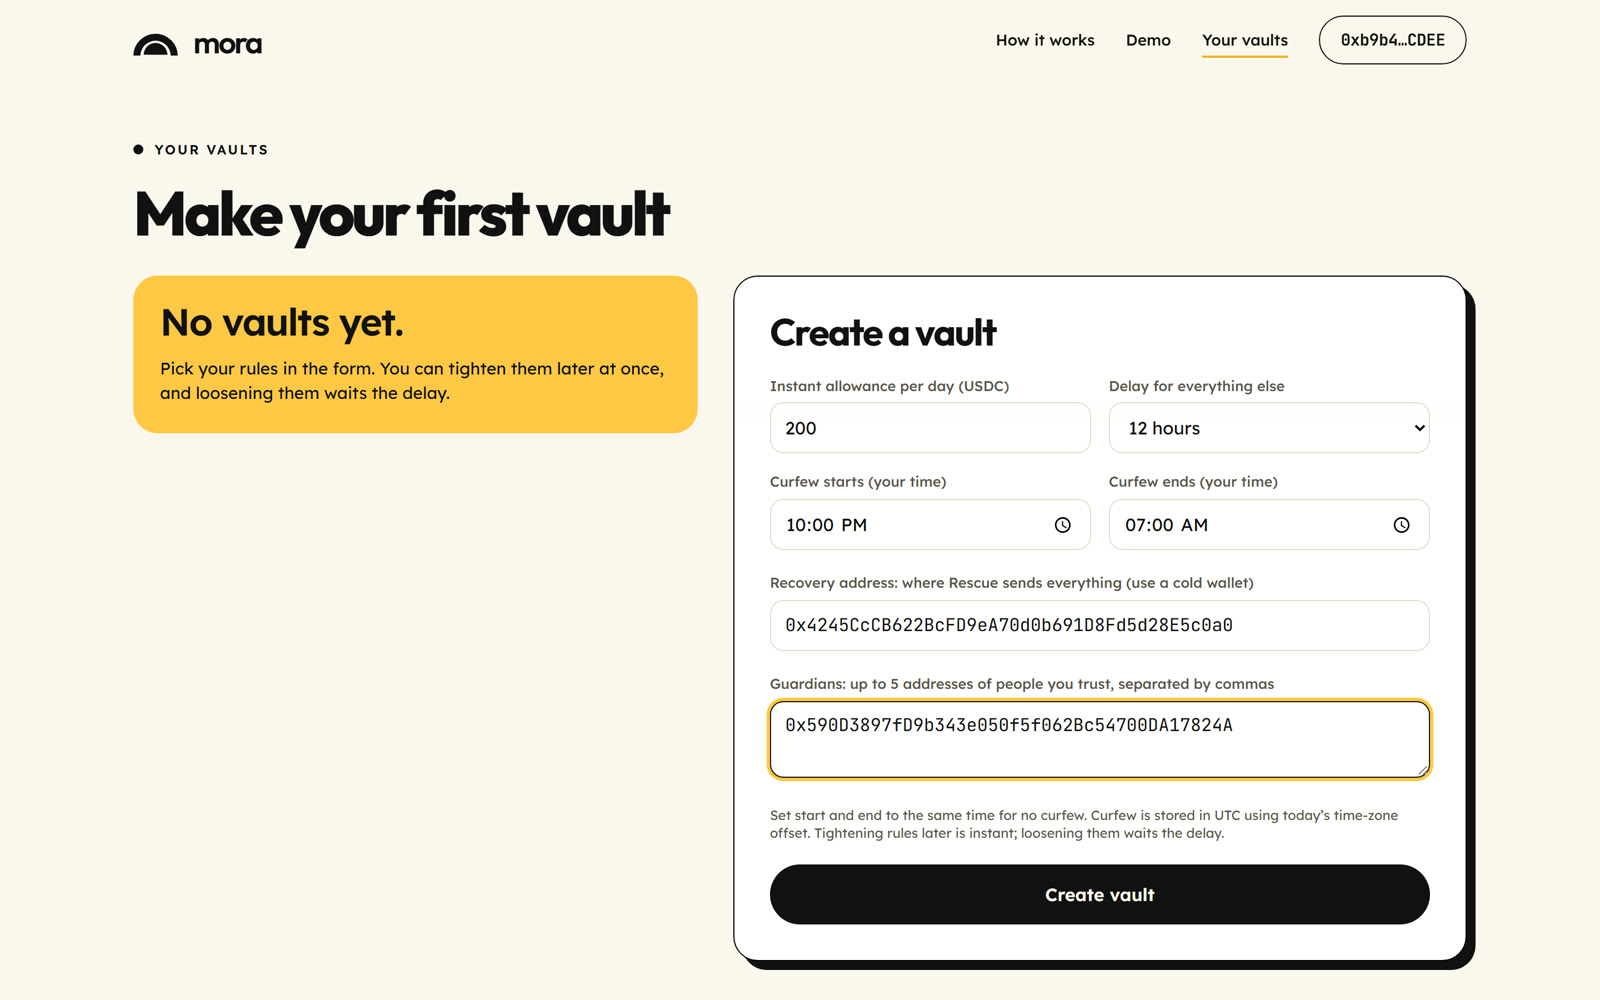 mora
How it works
Demo
Your vaults
0xb9b4…CDEE
YOUR VAULTS
Make your first vault
No vaults yet.
Pick your rules in the form. You can tighten them later at once,
and loosening them waits the delay.
Create a vault
Instant allowance per day (USDC)
200
Delay for everything else
12 hours
Curfew starts (your time)
10:00 PM
Curfew ends (your time)
07:00 AM
Recovery address: where Rescue sends everything (use a cold wallet)
0x4245CcCB622BcFD9eA70d0b691D8Fd5d28E5c0a0
Guardians: up to 5 addresses of people you trust, separated by commas
0x590D3897fD9b343e050f5f062Bc54700DA17824A
Set start and end to the same time for no curfew. Curfew is stored in UTC using today’s time-zone
offset. Tightening rules later is instant; loosening them waits the delay.
Create vault